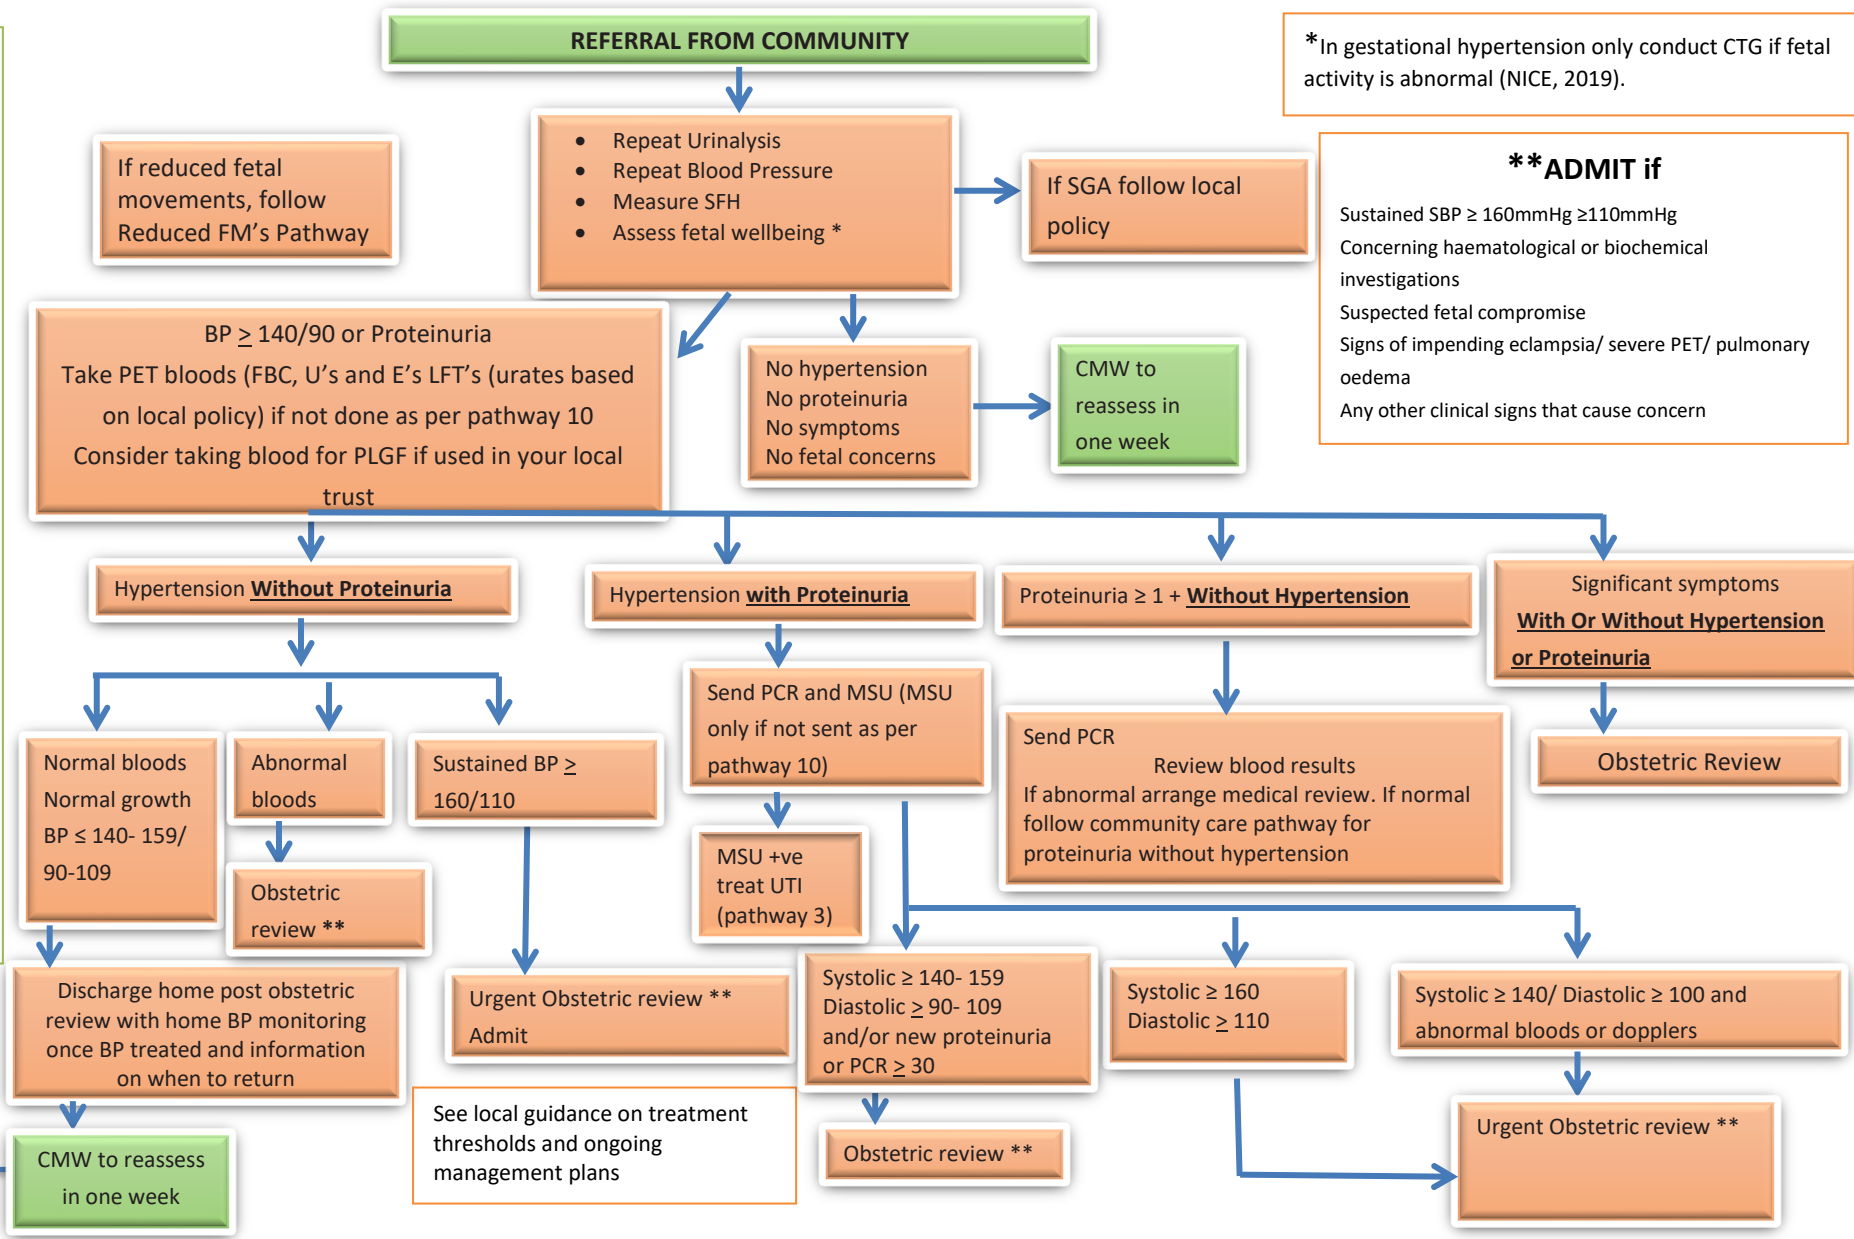 REFERRAL FROM COMMUNITY
*In gestational hypertension only conduct CTG if fetal
activity is abnormal (NICE, 2019).
If reduced fetal
movements, follow
Reduced FM's Pathway
• Repeat Urinalysis
• Repeat Blood Pressure
• Measure SFH
• Assess fetal wellbeing *
If SGA follow local
policy
**ADMIT if
Sustained SBP ≥ 160mmHg ≥110mmHg
Concerning haematological or biochemical
investigations
Suspected fetal compromise
Signs of impending eclampsia/ severe PET/ pulmonary
oedema
Any other clinical signs that cause concern
BP ≥ 140/90 or Proteinuria
Take PET bloods (FBC, U's and E's LFT's (urates based
on local policy) if not done as per pathway 10
Consider taking blood for PLGF if used in your local
trust
No hypertension
No proteinuria
No symptoms
No fetal concerns
CMW to
reassess in
one week
Hypertension Without Proteinuria
Hypertension with Proteinuria
Proteinuria ≥ 1 + Without Hypertension
Significant symptoms
With Or Without Hypertension
or Proteinuria
Normal bloods
Normal growth
BP ≤ 140- 159/
90-109
Abnormal
bloods
Sustained BP ≥
160/110
Send PCR and MSU (MSU
only if not sent as per
pathway 10)
Send PCR
Review blood results
If abnormal arrange medical review. If normal
follow community care pathway for
proteinuria without hypertension
Obstetric Review
Obstetric
review **
MSU +ve
treat UTI
(pathway 3)
Discharge home post obstetric
review with home BP monitoring
once BP treated and information
on when to return
Urgent Obstetric review **
Admit
Systolic ≥ 140- 159
Diastolic ≥ 90- 109
and/or new proteinuria
or PCR ≥ 30
Systolic ≥ 160
Diastolic ≥ 110
Systolic ≥ 140/ Diastolic ≥ 100 and
abnormal bloods or dopplers
CMW to reassess
in one week
See local guidance on treatment
thresholds and ongoing
management plans
Obstetric review **
Urgent Obstetric review **